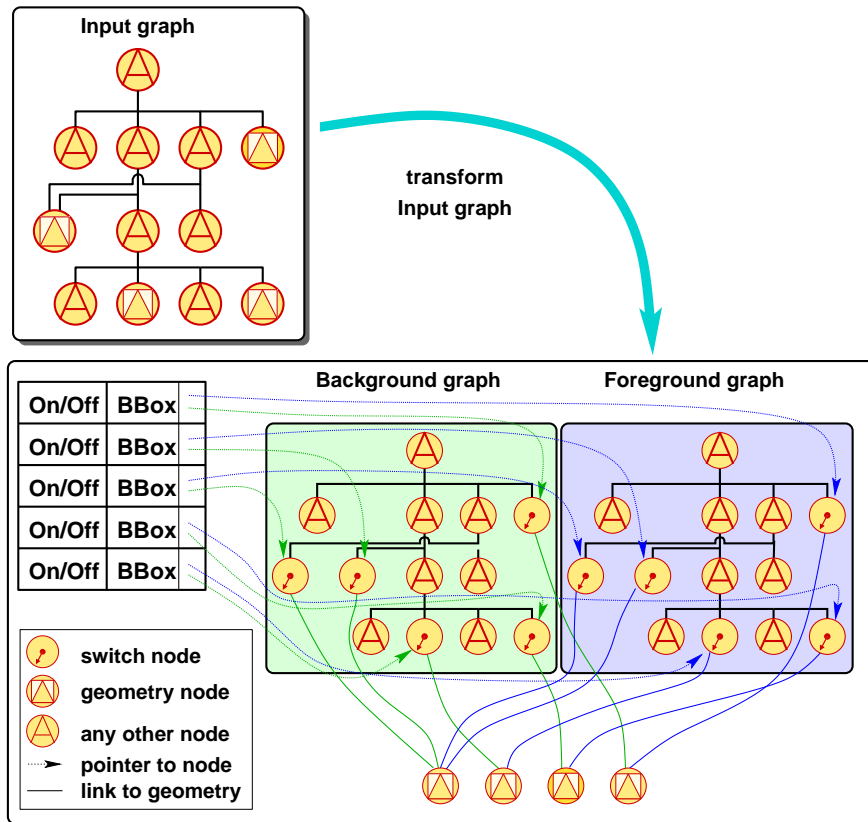 Input graph
transform
Input graph
Background graph
Foreground graph
On/Off BBox
On/Off BBox
On/Off BBox
On/Off BBox
On/Off BBox
switch node
geometry node
any other node
pointer to node
link to geometry